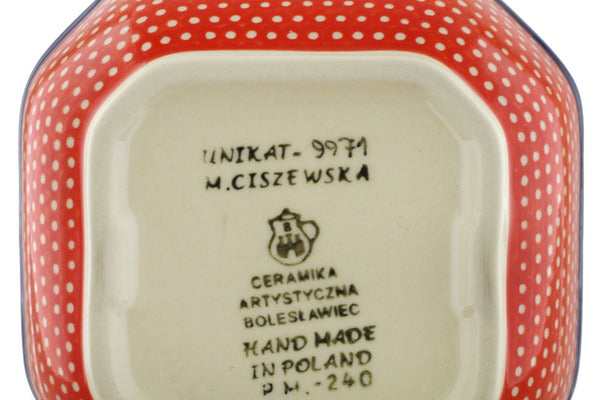 UNIKAT- 9971
M.CISZEWSKA
B
CERAMIKA
ARTYSTYCZNA
BOLESŁAWIEC
HAND MADE
IN POLAND
P.M.-240